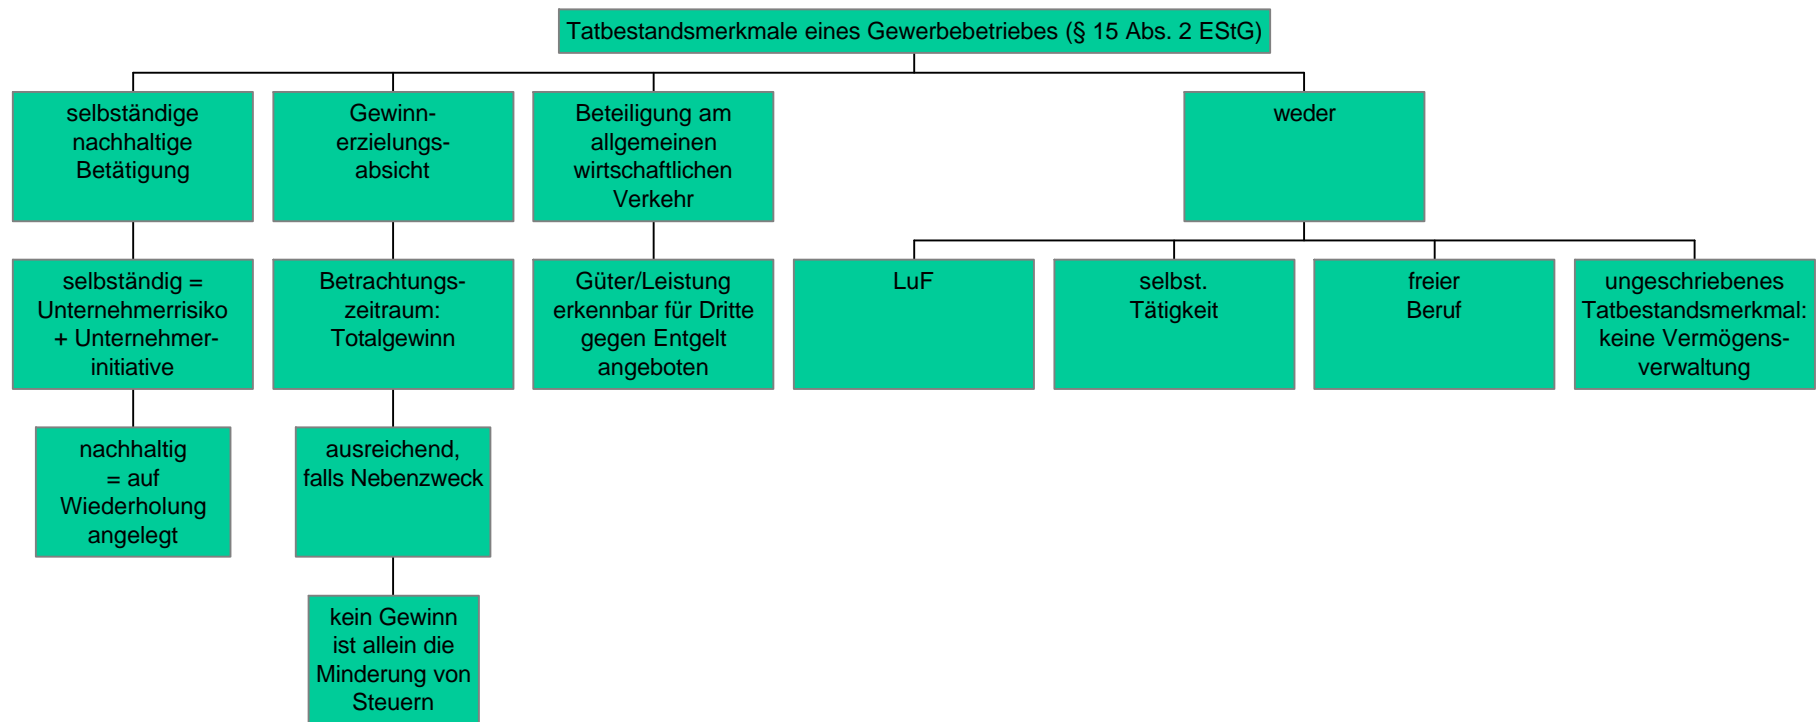 Tatbestandsmerkmale eines Gewerbebetriebes (§ 15 Abs. 2 EStG)
selbständige
nachhaltige
Betätigung
Gewinn-
erzielungs-
absicht
Beteiligung am
allgemeinen
wirtschaftlichen
Verkehr
weder
selbständig =
Unternehmerrisiko
+ Unternehmer-
initiative
Betrachtungs-
zeitraum:
Totalgewinn
Güter/Leistung
erkennbar für Dritte
gegen Entgelt
angeboten
LuF
selbst.
Tätigkeit
freier
Beruf
ungeschriebenes
Tatbestandsmerkmal:
keine Vermögens-
verwaltung
nachhaltig
= auf
Wiederholung
angelegt
ausreichend,
falls Nebenzweck
kein Gewinn
ist allein die
Minderung von
Steuern